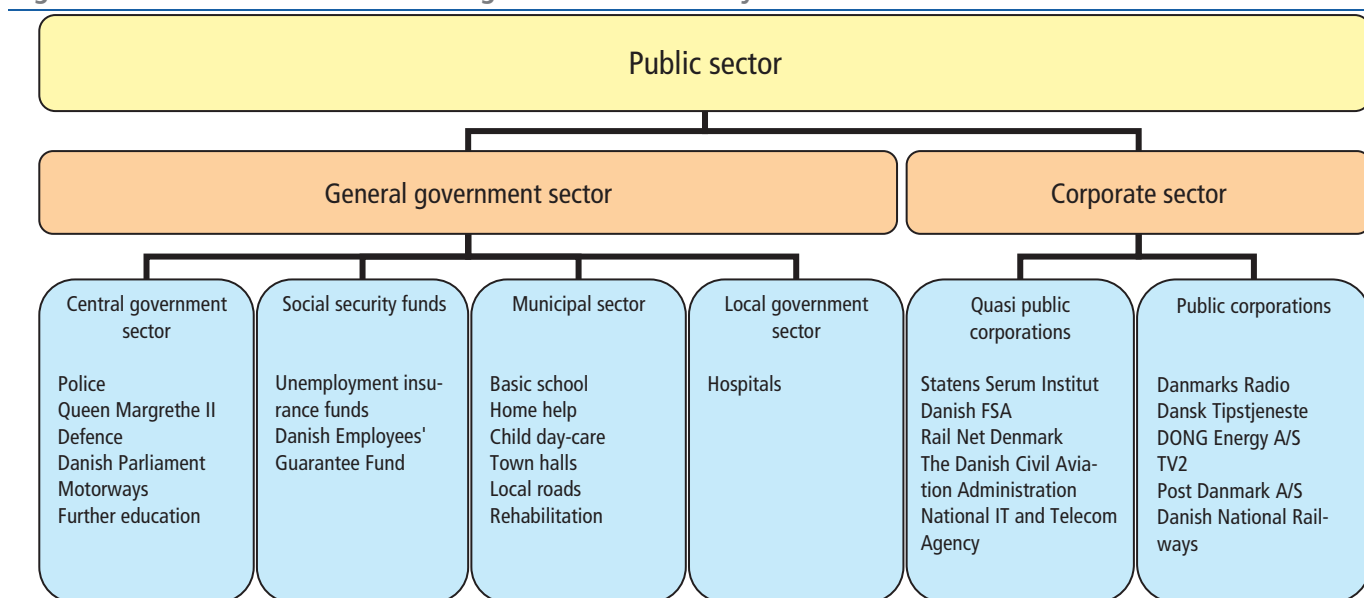 Public sector
General government sector
Corporate sector
Central government
sector
Police
Queen Margrethe II
Defence
Danish Parliament
Motorways
Further education
Social security funds
Unemployment insu-
rance funds
Danish Employees'
Guarantee Fund
Municipal sector
Basic school
Home help
Child day-care
Town halls
Local roads
Rehabilitation
Local government
sector
Hospitals
Quasi public
corporations
Statens Serum Institut
Danish FSA
Rail Net Denmark
The Danish Civil Avia-
tion Administration
National IT and Telecom
Agency
Public corporations
Danmarks Radio
Dansk Tipstjeneste
DONG Energy A/S
TV2
Post Danmark A/S
Danish National Rail-
ways